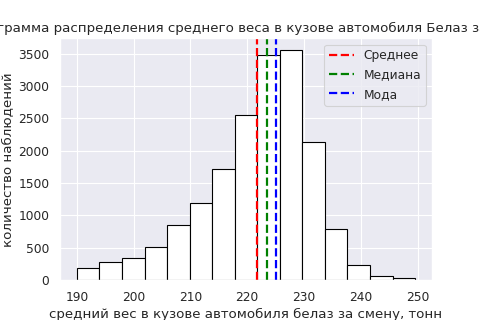 распределения среднего веса в кузове автомобиля Белаз
Среднее
Медиана
Мода
количество наблюдений
3500
3000
2500
2000
1500
1000
500
0
190 200 210 220 230 240 250
средний вес в кузове автомобиля белаз за смену, тонн